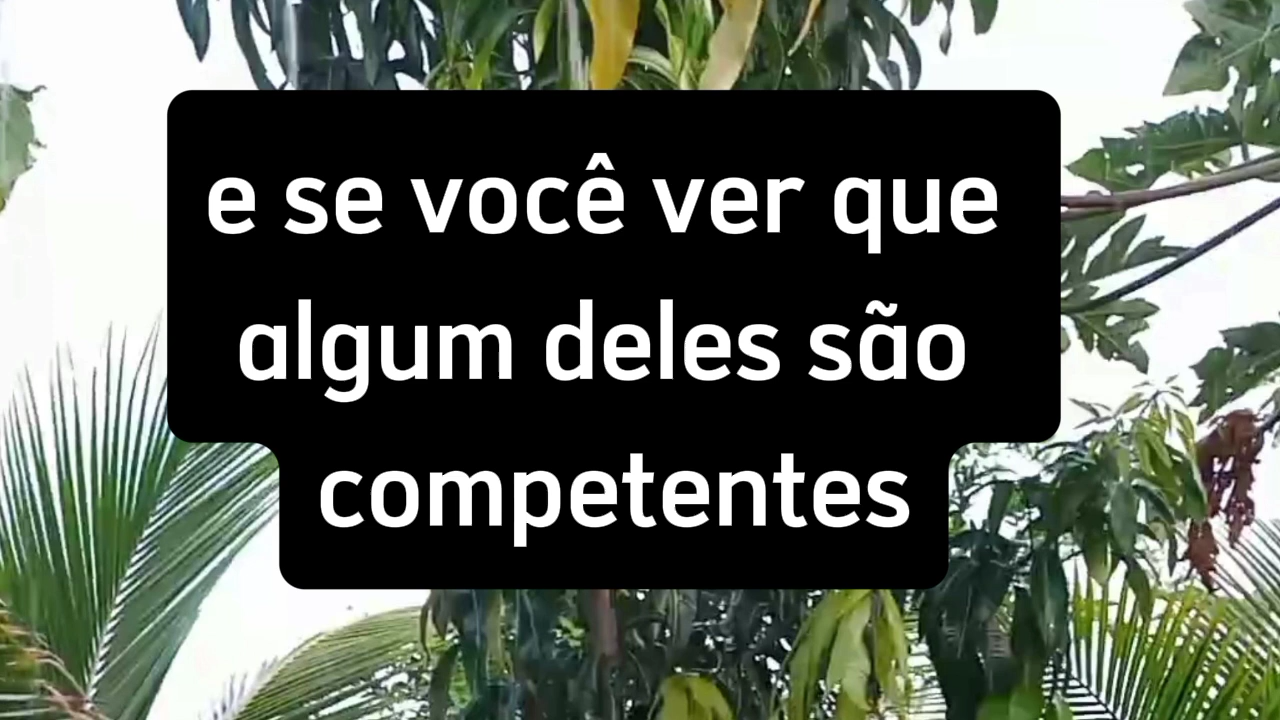 e se você ver que
algum deles são
competentes